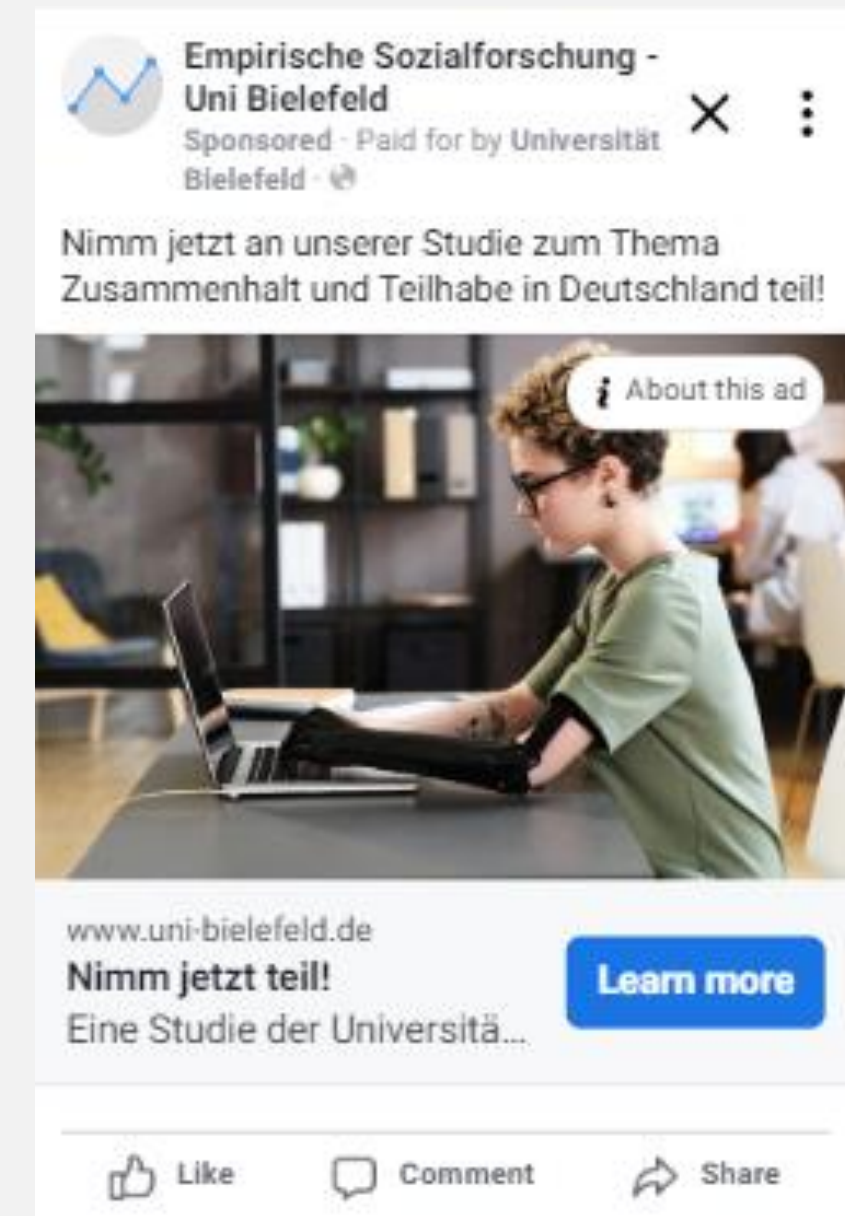 Empirische Sozialforschung -
Uni Bielefeld
Sponsored · Paid for by Universität
Bielefeld ·
Nimm jetzt an unserer Studie zum Thema
Zusammenhalt und Teilhabe in Deutschland teil!
About this ad
www.uni-bielefeld.de
Nimm jetzt teil!
Eine Studie der Universitä...
Learn more
Like
Comment
Share